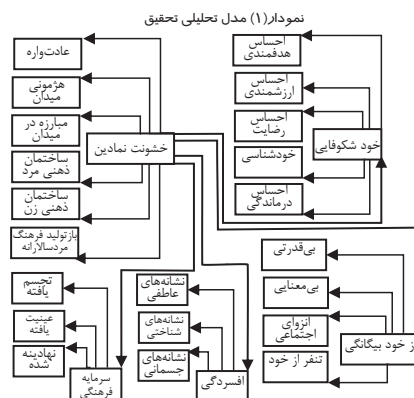 نمودار(۱) مدل تحلیلی تحقیق
احساس
هدفمندی
احساس
ارزشمندی
احساس
رضایت
خودشناسی
احساس
درماندگی
خود شکوفایی
عادت‌واره
هژمونی
میدان
مبارزه در
میدان
ساختمان
ذهنی مرد
ساختمان
ذهنی زن
بازتولید فرهنگ
مردسالارانه
خشونت نمادین
بی‌قدرتی
بی‌معنایی
انزوای
اجتماعی
تنفر از خود
از خود بیگانگی
نشانه‌های
عاطفی
نشانه‌های
شناختی
نشانه‌های
جسمانی
افسردگی
تجسم
یافته
عینیت
یافته
نهادینه
شده
سرمایه
فرهنگی